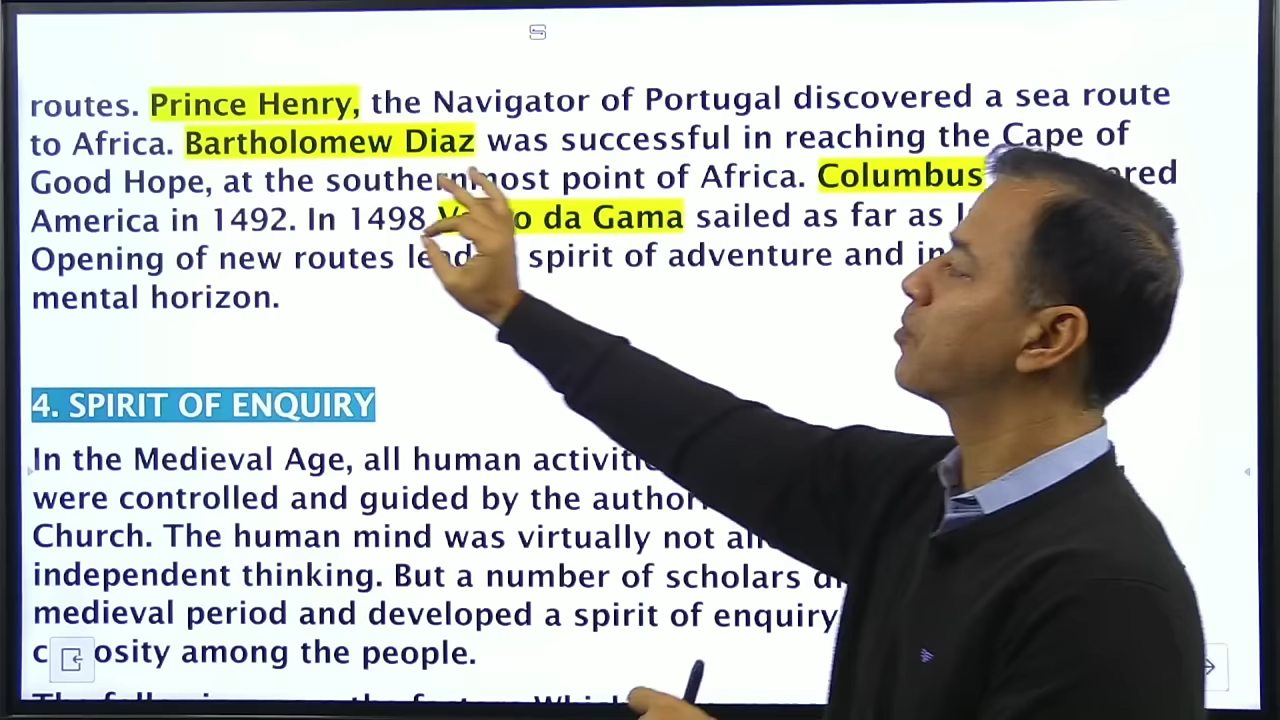 routes. Prince Henry, the Navigator of Portugal discovered a sea route
to Africa. Bartholomew Diaz was successful in reaching the Cape of
Good Hope, at the southernmost point of Africa. Columbus
America in 1492. In 1498 da Gama sailed as far as
Opening of new routes spirit of adventure and
mental horizon.
4. SPIRIT OF ENQUIRY
In the Medieval Age, all human
were controlled and guided by the
Church. The human mind was virtually not
independent thinking. But a number of scholars
medieval period and developed a spirit of enquiry
among the people.